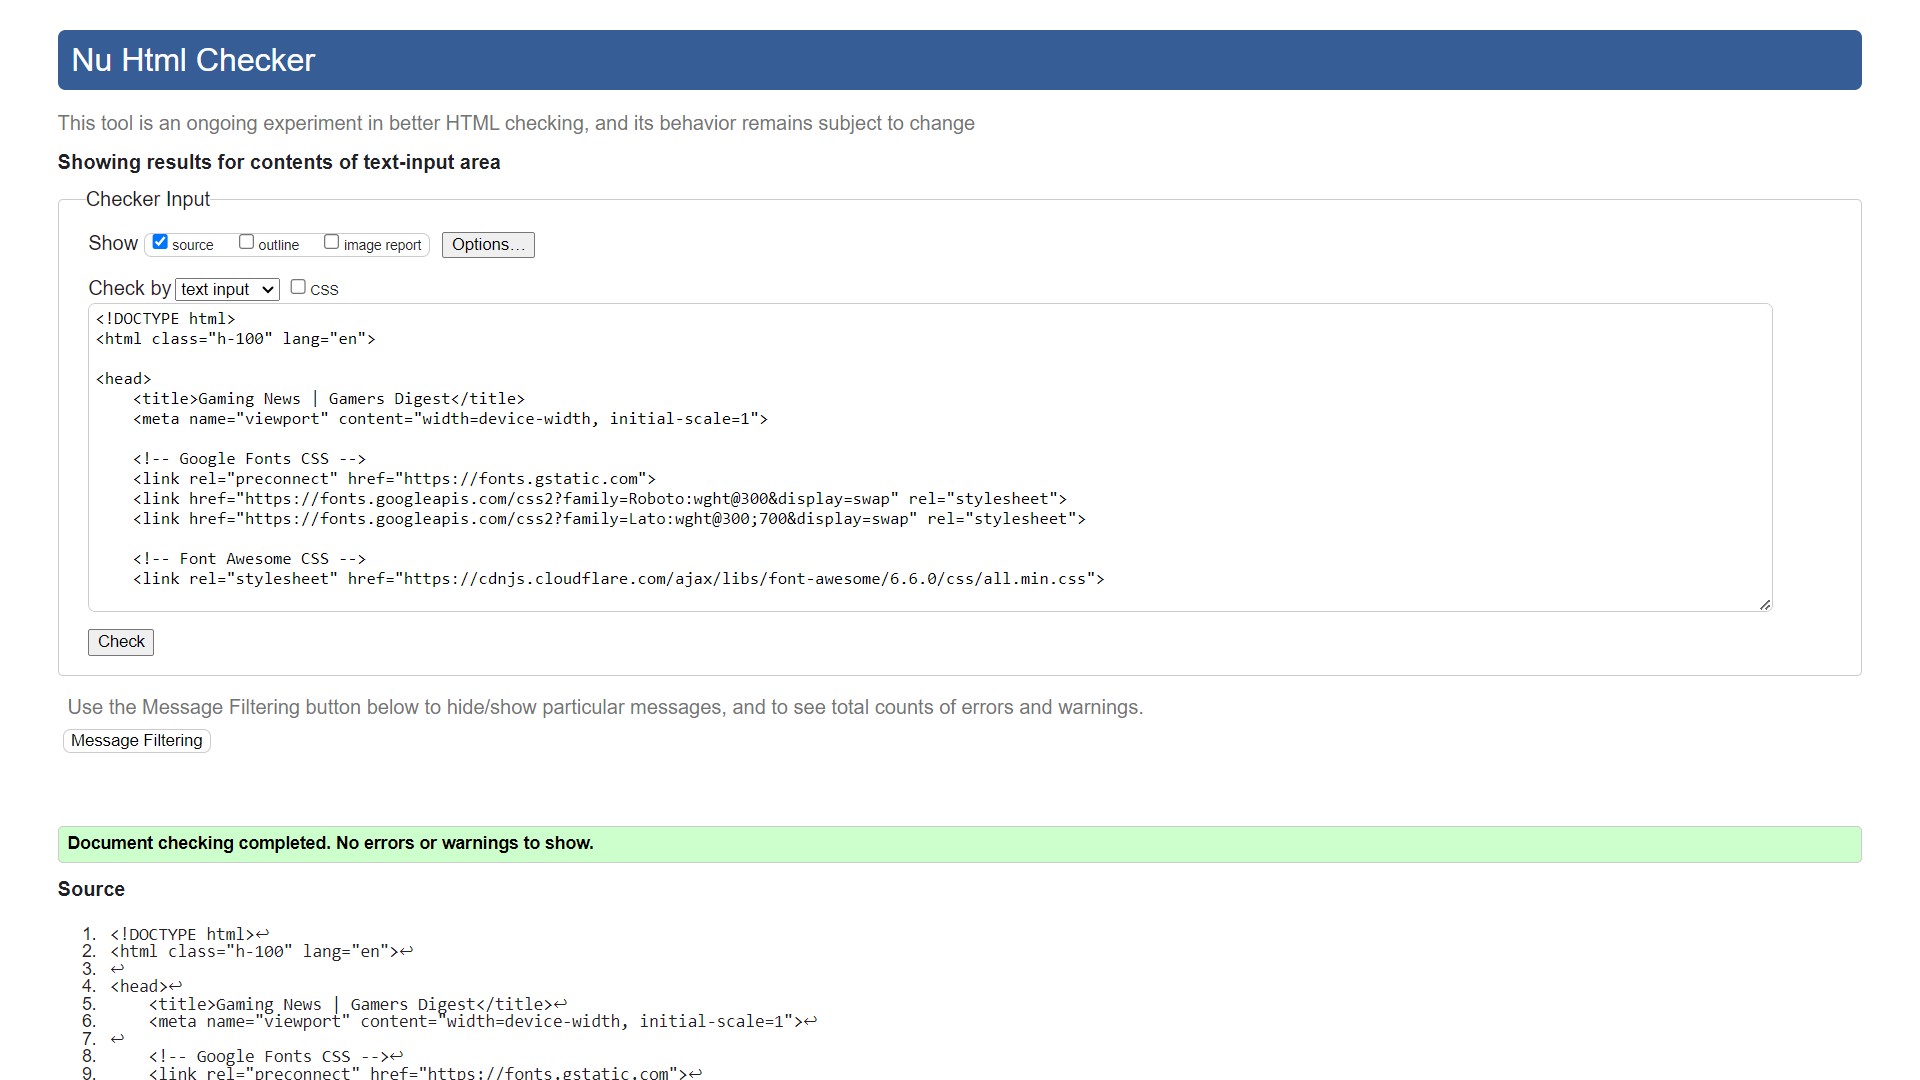 Nu Html Checker
This tool is an ongoing experiment in better HTML checking, and its behavior remains subject to change
Showing results for contents of text-input area
Checker Input
Show source outline image report Options...
Check by text input CSS
<!DOCTYPE html>
<html class="h-100" lang="en">
<head>
    <title>Gaming News | Gamers Digest</title>
    <meta name="viewport" content="width=device-width, initial-scale=1">
    <!-- Google Fonts CSS -->
    <link rel="preconnect" href="https://fonts.gstatic.com">
    <link href="https://fonts.googleapis.com/css2?family=Roboto:wght@300&display=swap" rel="stylesheet">
    <link href="https://fonts.googleapis.com/css2?family=Lato:wght@300;700&display=swap" rel="stylesheet">
    <!-- Font Awesome CSS -->
    <link rel="stylesheet" href="https://cdnjs.cloudflare.com/ajax/libs/font-awesome/6.6.0/css/all.min.css">
Check
Use the Message Filtering button below to hide/show particular messages, and to see total counts of errors and warnings.
Message Filtering
Document checking completed. No errors or warnings to show.
Source
1. <!DOCTYPE html>↩
2. <html class="h-100" lang="en">↩
3. ↩
4. <head>↩
5.     <title>Gaming News | Gamers Digest</title>↩
6.     <meta name="viewport" content="width=device-width, initial-scale=1">↩
7. ↩
8.     <!-- Google Fonts CSS -->↩
9.     <link rel="preconnect" href="https://fonts.gstatic.com">↩